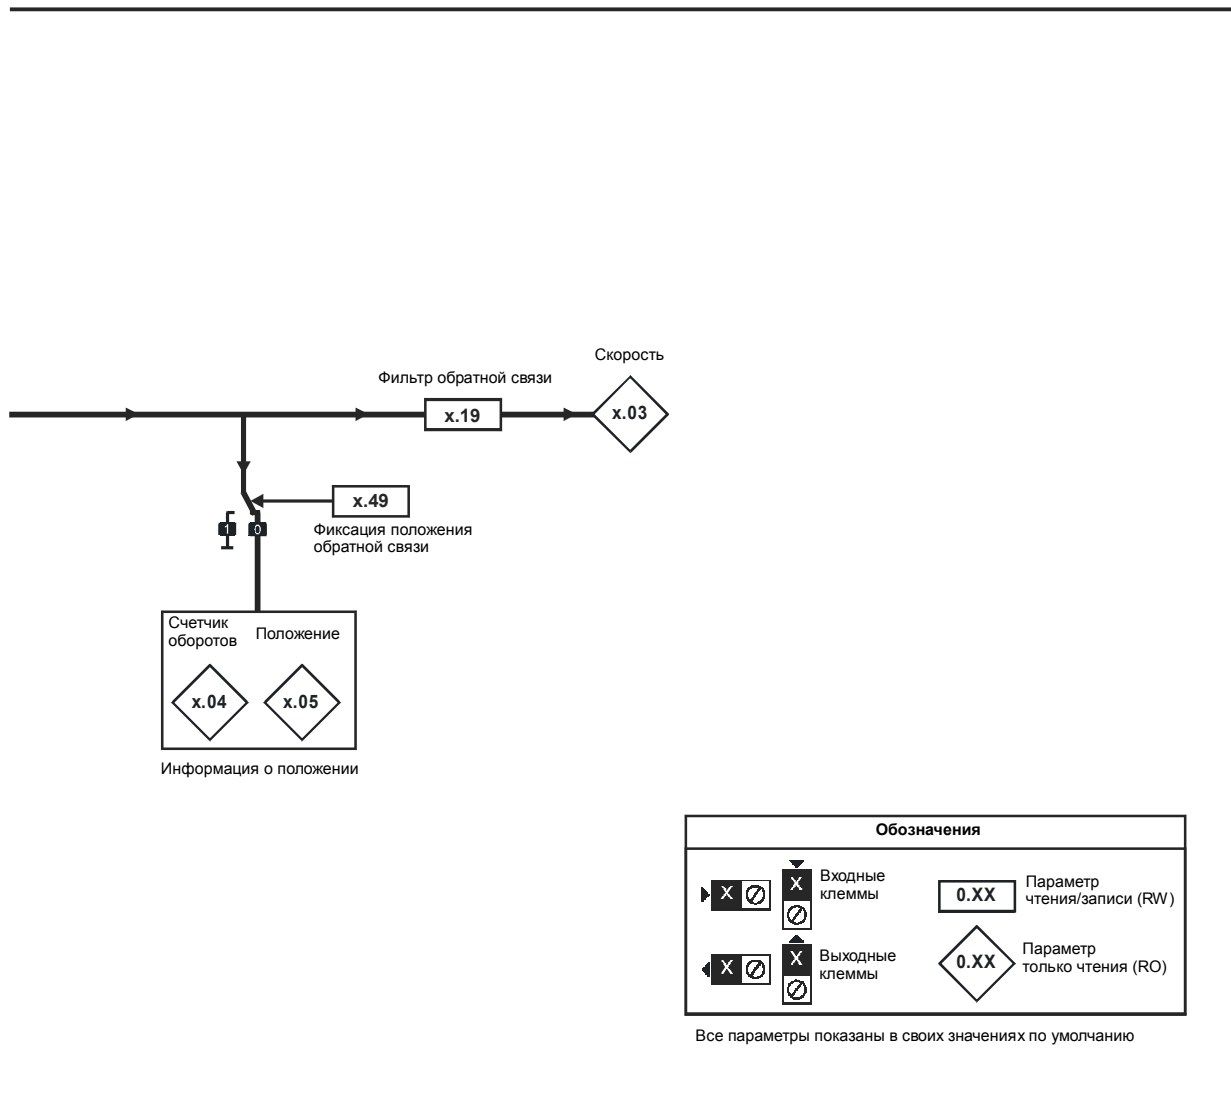 Скорость
Фильтр обратной связи
x.19
x.03
x.49
Фиксация положения
обратной связи
1 0
Счетчик
оборотов
Положение
x.04
x.05
Информация о положении
Обозначения
X
X
Входные
клеммы
0.XX
Параметр
чтения/записи (RW)
X
X
Выходные
клеммы
0.XX
Параметр
только чтения (RO)
Все параметры показаны в своих значениях по умолчанию